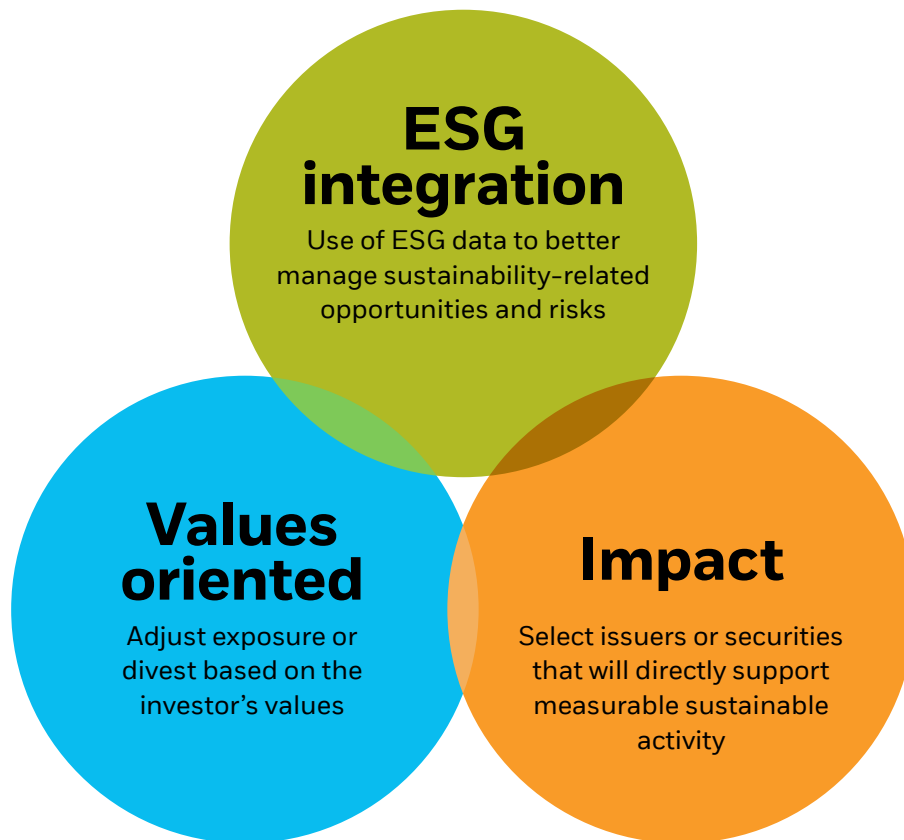 ESG
integration
Use of ESG data to better
manage sustainability-related
opportunities and risks
Values
oriented
Adjust exposure or
divest based on the
investor’s values
Impact
Select issuers or securities
that will directly support
measurable sustainable
activity